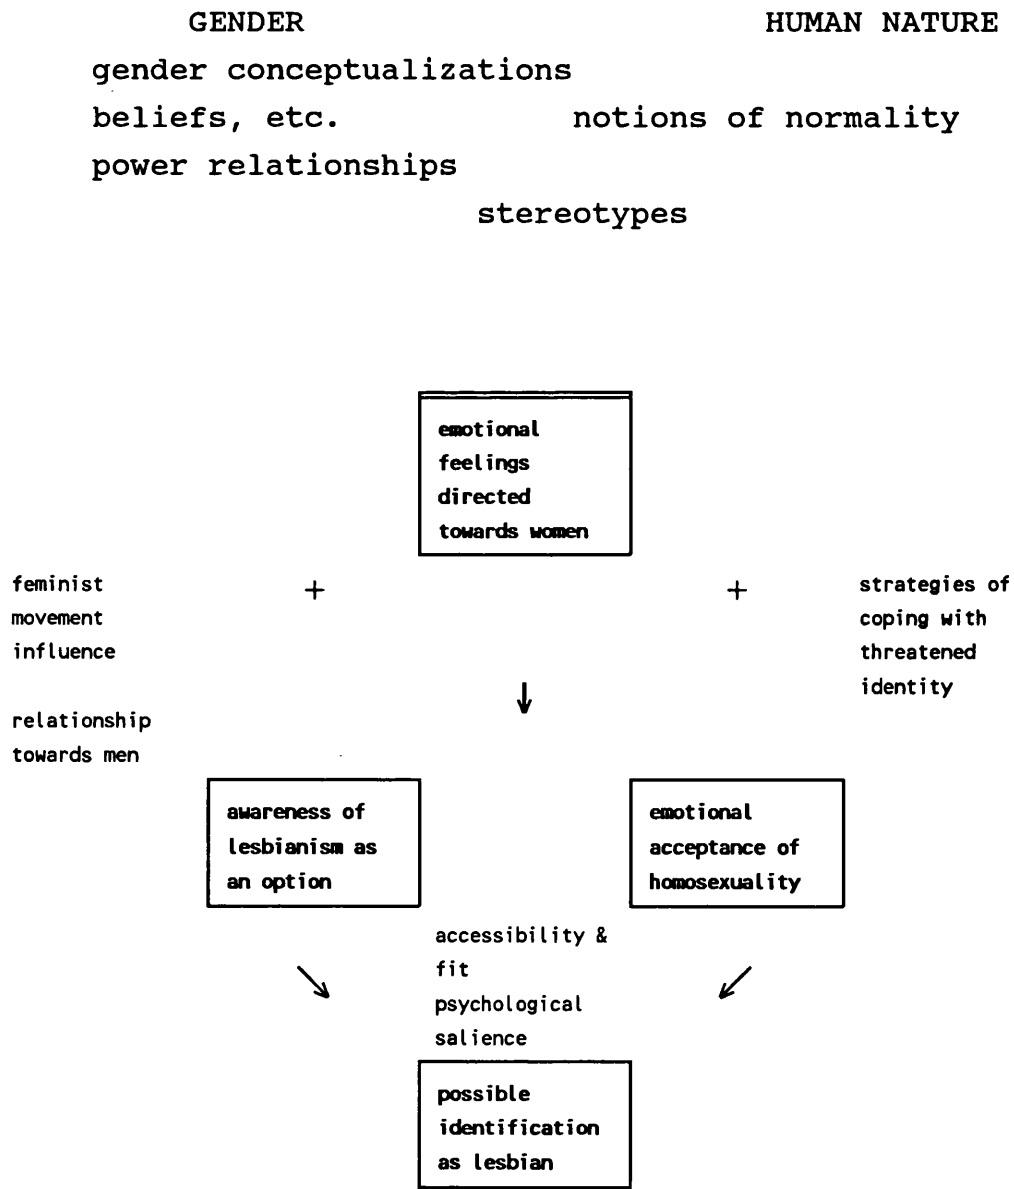 GENDER HUMAN NATURE
gender conceptualizations
beliefs, etc. notions of normality
power relationships
stereotypes
emotional
feelings
directed
towards women
feminist
movement
influence
+
+
strategies of
coping with
threatened
identity
relationship
towards men
awareness of
lesbianism as
an option
emotional
acceptance of
homosexuality
accessibility &
fit
psychological
salience
possible
identification
as lesbian